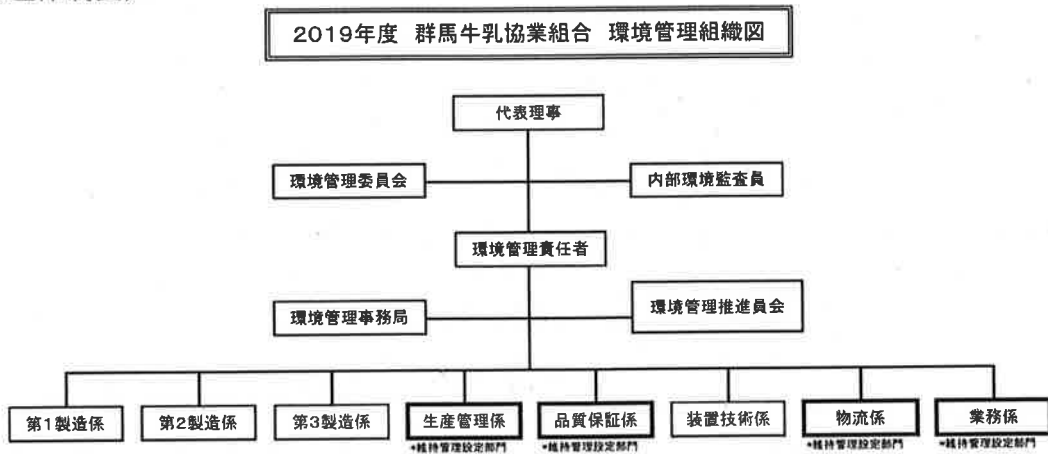 2019年度 群馬牛乳協業組合 環境管理組織図
代表理事
環境管理委員会
内部環境監査員
環境管理責任者
環境管理事務局
環境管理推進員会
第1製造係
第2製造係
第3製造係
生産管理係
品質保証係
装置技術係
物流係
業務係
*維持管理設定部門
*維持管理設定部門
*維持管理設定部門
*維持管理設定部門